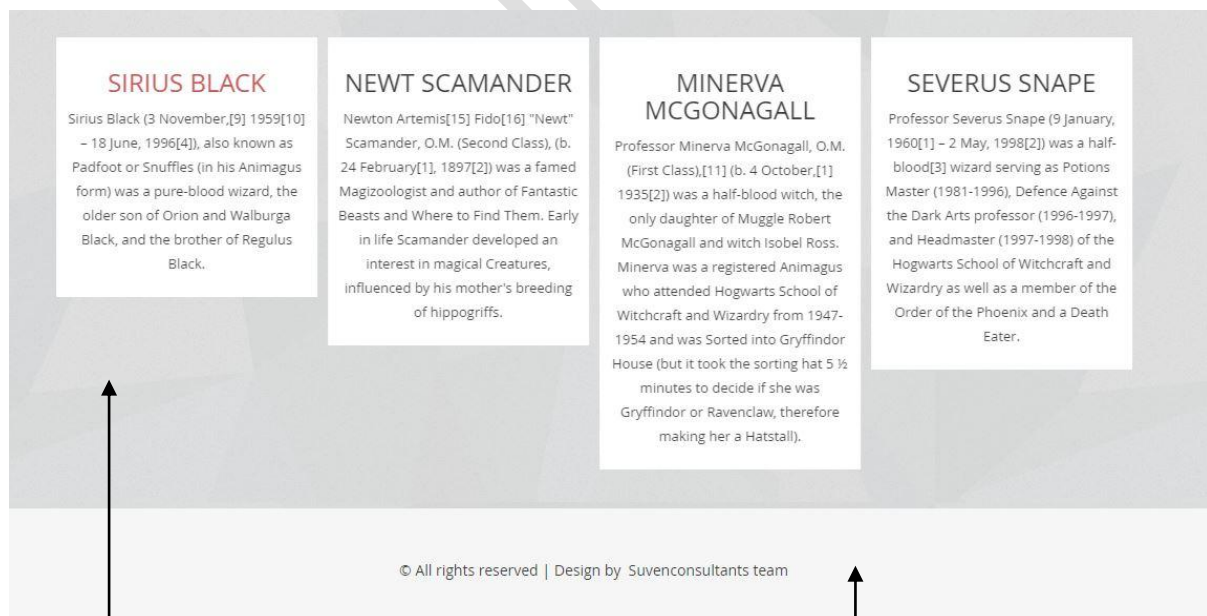 SIRIUS BLACK
Sirius Black (3 November,[9] 1959[10]
– 18 June, 1996[4]), also known as
Padfoot or Snuffles (in his Animagus
form) was a pure-blood wizard, the
older son of Orion and Walburga
Black, and the brother of Regulus
Black.
NEWT SCAMANDER
Newton Artemis[15] Fido[16] "Newt"
Scamander, O.M. (Second Class), (b.
24 February[1], 1897[2]) was a famed
Magizoologist and author of Fantastic
Beasts and Where to Find Them. Early
in life Scamander developed an
interest in magical Creatures,
influenced by his mother's breeding
of hippogriffs.
MINERVA
MCGONAGALL
Professor Minerva McGonagall, O.M.
(First Class),[11] (b. 4 October,[1]
1935[2]) was a half-blood witch, the
only daughter of Muggle Robert
McGonagall and witch Isobel Ross.
Minerva was a registered Animagus
who attended Hogwarts School of
Witchcraft and Wizardry from 1947-
1954 and was Sorted into Gryffindor
House (but it took the sorting hat 5 ½
minutes to decide if she was
Gryffindor or Ravenclaw, therefore
making her a Hatstall).
SEVERUS SNAPE
Professor Severus Snape (9 January,
1960[1] – 2 May, 1998[2]) was a half-
blood[3] wizard serving as Potions
Master (1981-1996), Defence Against
the Dark Arts professor (1996-1997),
and Headmaster (1997-1998) of the
Hogwarts School of Witchcraft and
Wizardry as well as a member of the
Order of the Phoenix and a Death
Eater.
© All rights reserved | Design by Suvenconsultants team